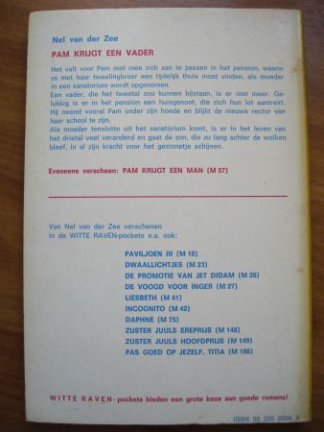 Nel van der Zee
PAM KRIJGT EEN VADER
Het valt voor Pam niet mee zich aan te passen in het pension, waarin
ze met haar tweelingbroer een tijdelijk thuis moet vinden, als moeder
in een sanatorium wordt opgenomen.
Een vader, die het tweetal zou kunnen bijstaan, is er niet meer. Ge-
lukkig is er in het pension een huisgenoot, die zich hun lot aantrekt.
Hij neemt vooral Pam onder zijn hoede en blijkt de nieuwe rector van
haar school te zijn.
Als moeder tenslotte uit het sanatorium komt, is er in het leven van
het drietal veel veranderd en gaat de zon, die zo lang achter de wolken
bleef, in al zijn kracht voor het gezinnetje schijnen.
Eveneens verscheen: PAM KRIJGT EEN MAN (M 57)
Van Nel van der Zee verschenen
in de WITTE RAVEN-pockets o.a. ook:
PAVILJOEN III (M 18)
DWAALLICHTJES (M 23)
DE PROMOTIE VAN JET DIDAM (M 26)
DE VOOGD VOOR INGER (M 27)
LIESBETH (M 41)
INCOGNITO (M 42)
DAPHNE (M 75)
ZUSTER JUULS EREPRIJS (M 148)
ZUSTER JUULS HOOFDPRIJS (M 149)
PAS GOED OP JEZELF, TITIA (M 196)
WITTE RAVEN-pockets bieden een grote keus aan goede romans!
ISBN 90 205